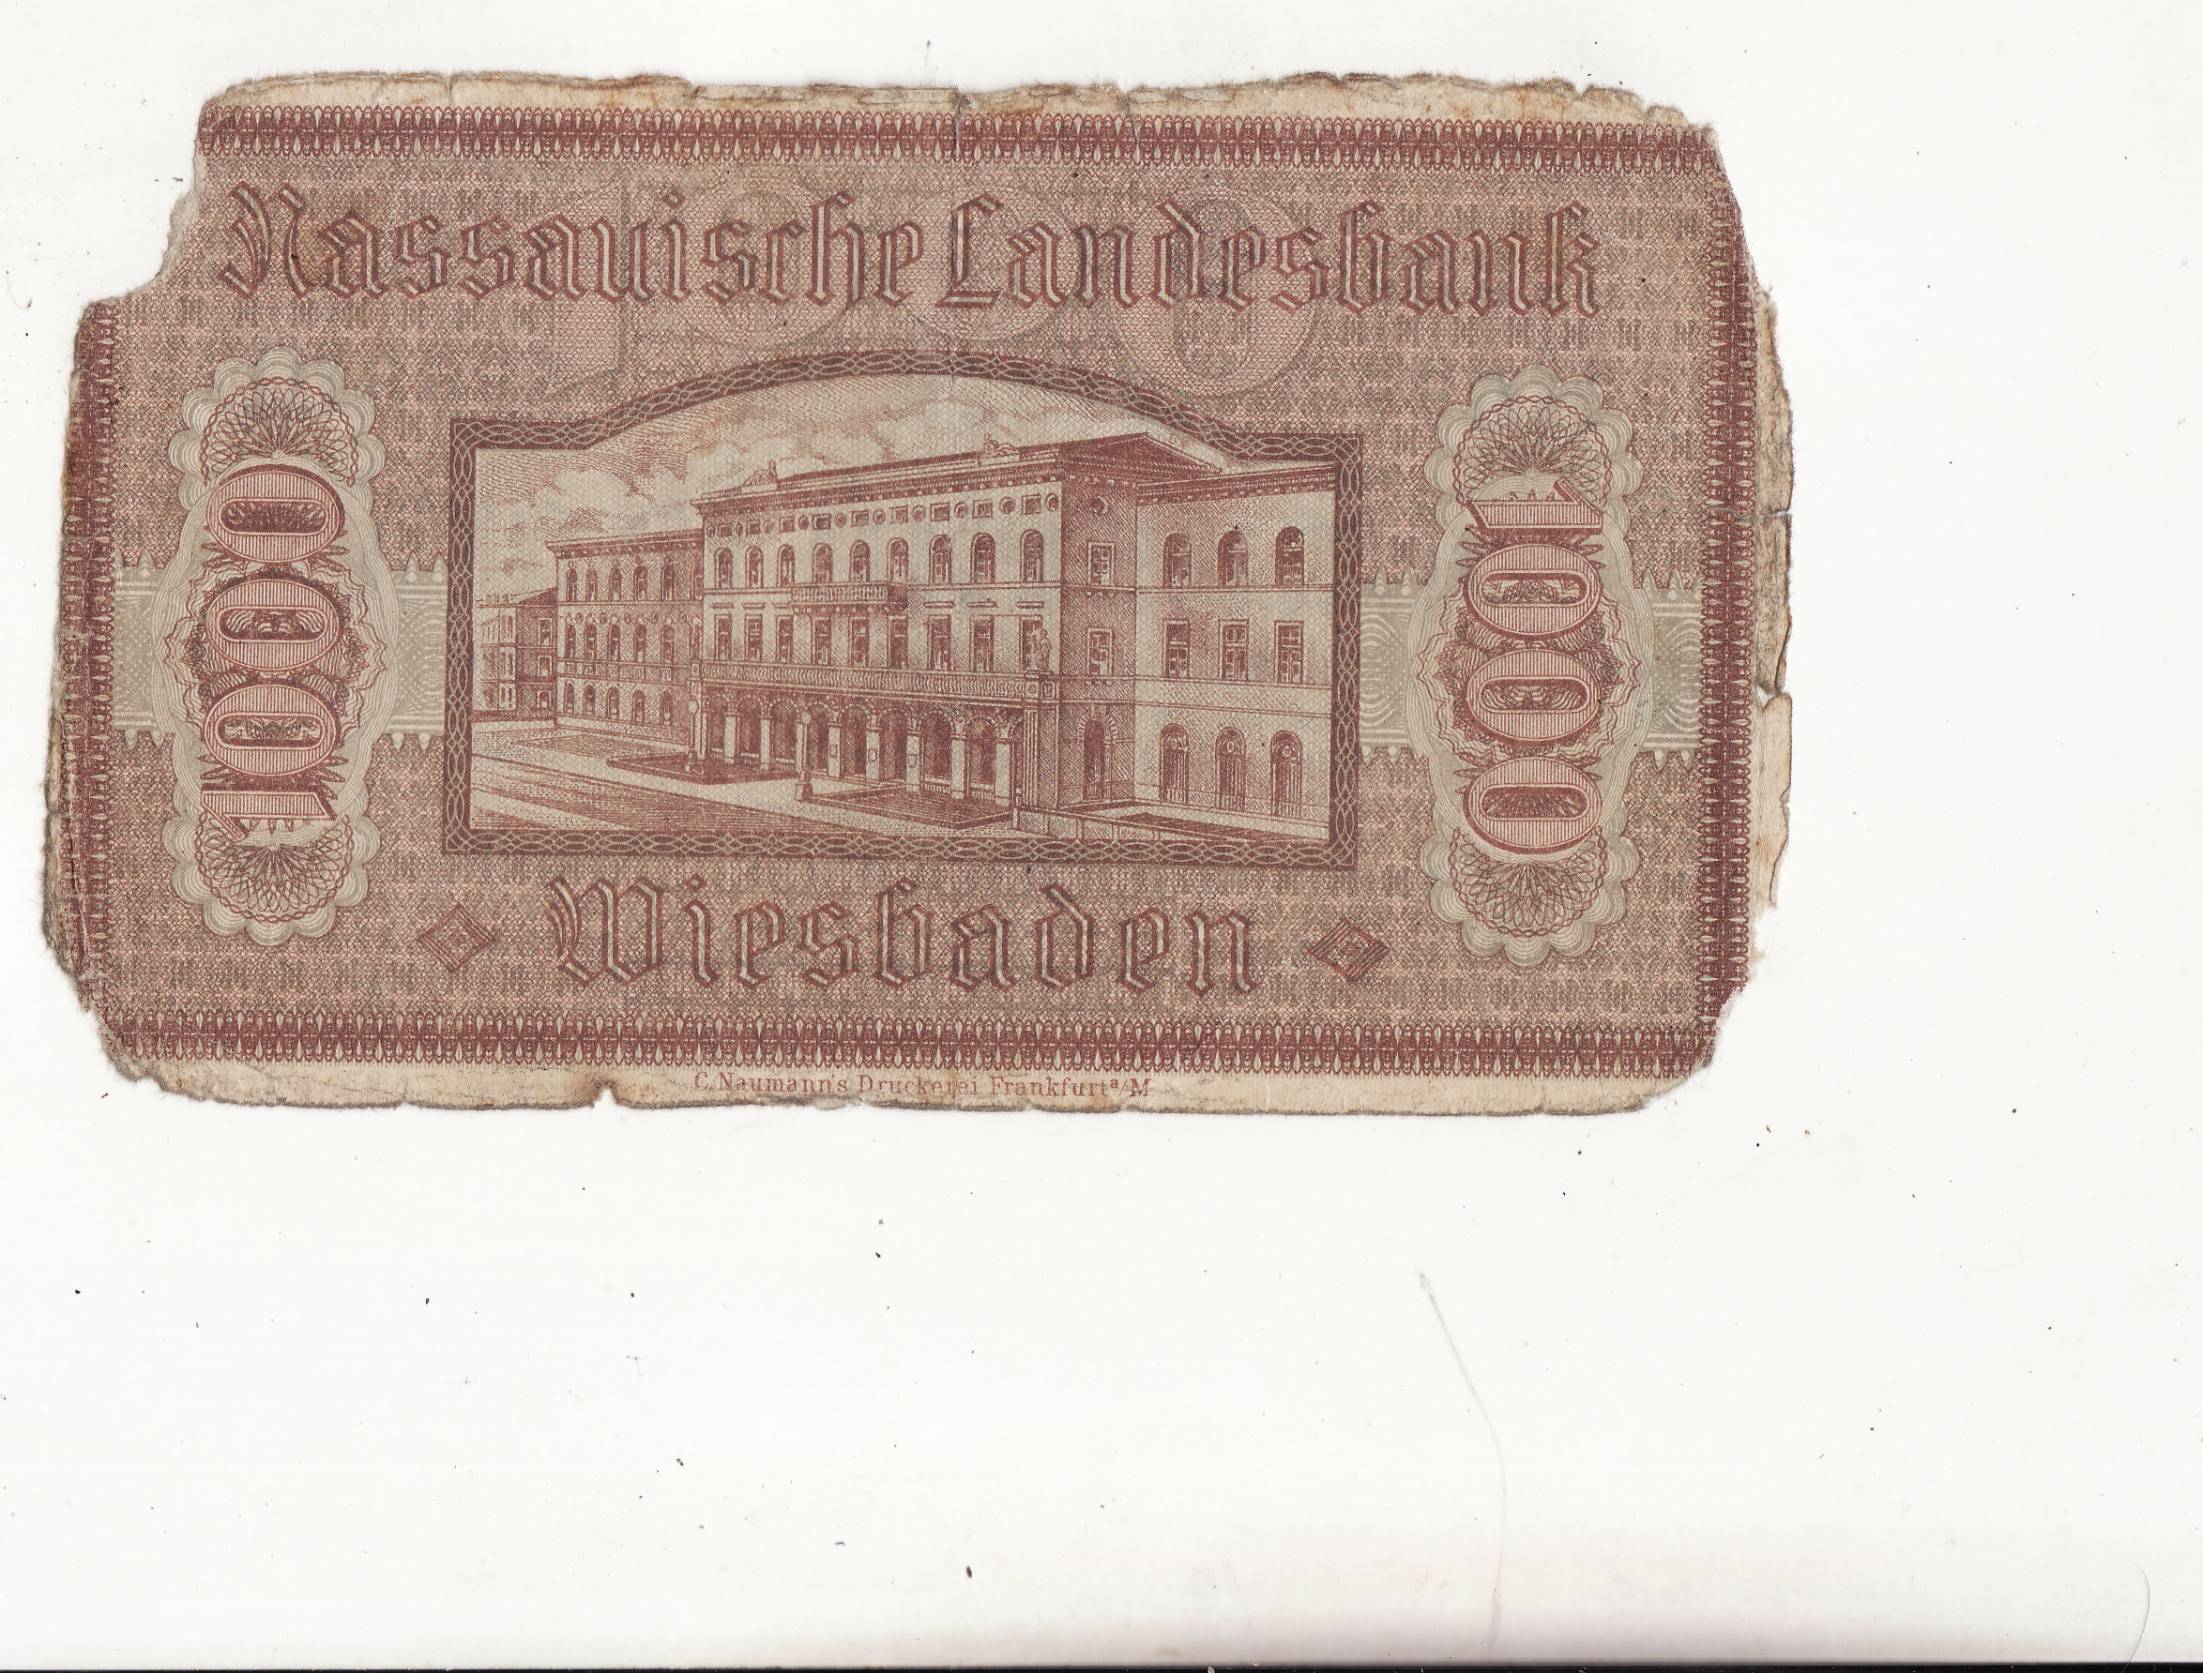 Nassauische Landesbank
1000
1000
Wiesbaden
C. Naumann's Druckerei Frankfurt a/M